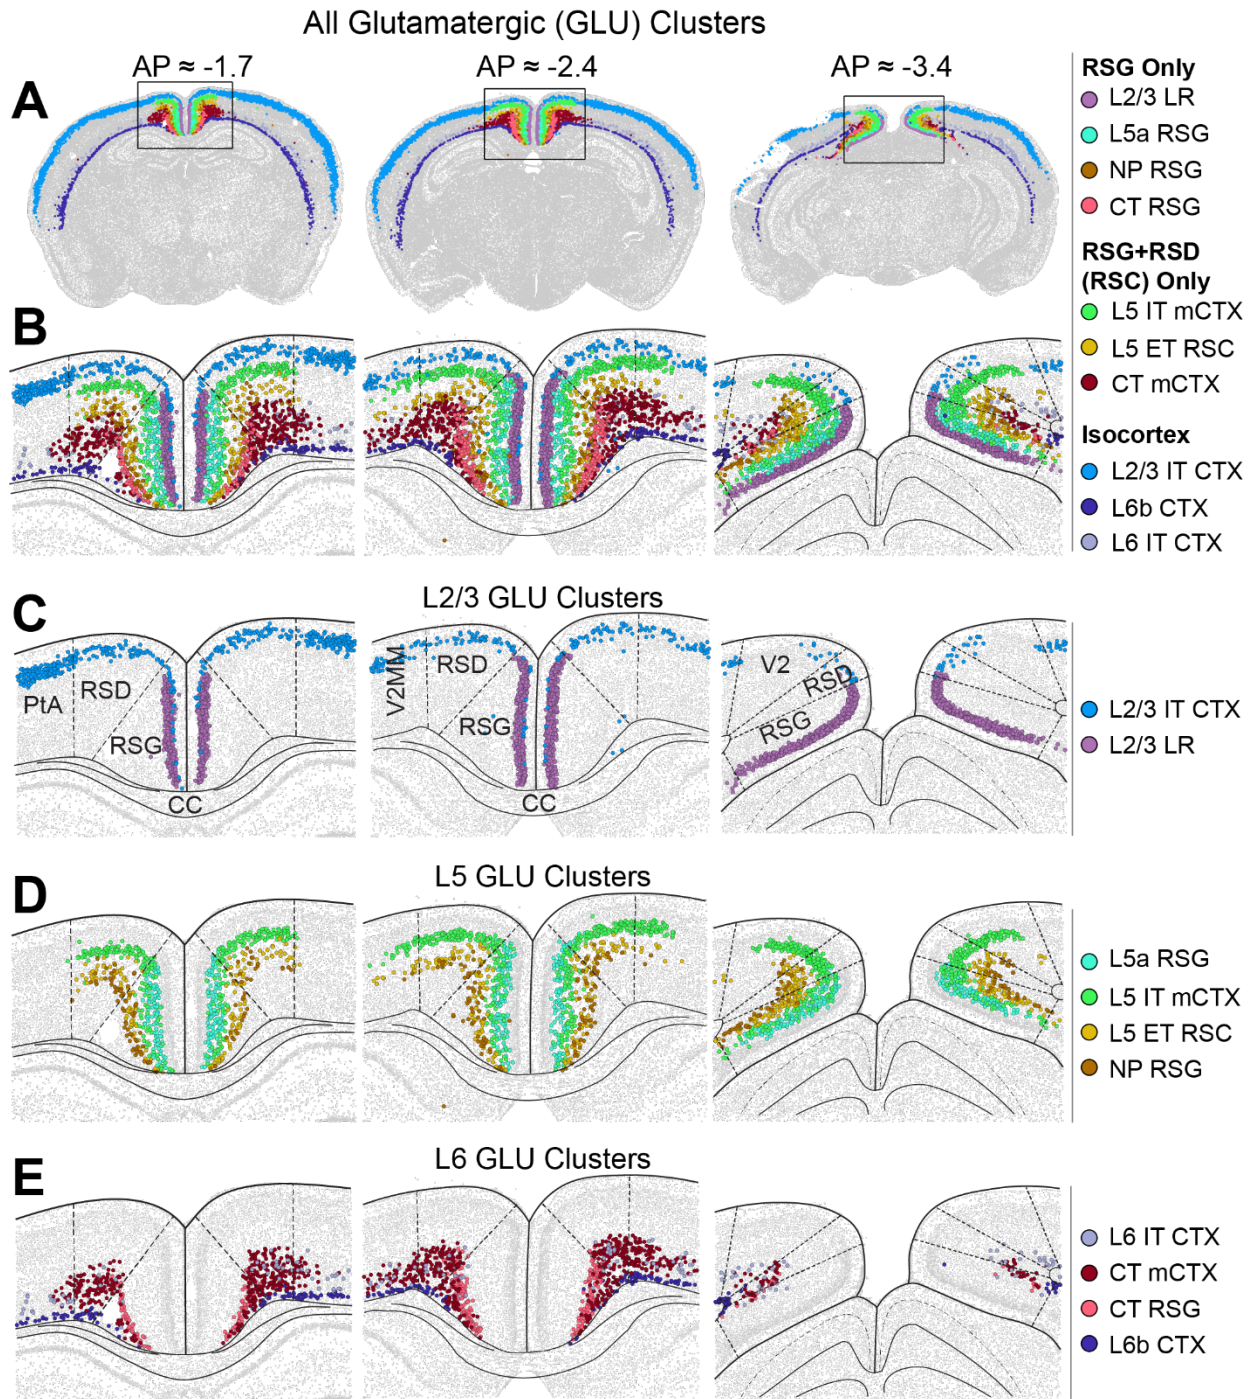 All Glutamatergic (GLU) Clusters
AP ≈ -1.7
AP ≈ -2.4
AP ≈ -3.4
A
RSG Only
L2/3 LR
L5a RSG
NP RSG
CT RSG
RSG+RSD
(RSC) Only
L5 IT mCTX
L5 ET RSC
CT mCTX
Isocortex
L2/3 IT CTX
L6b CTX
L6 IT CTX
B
L2/3 GLU Clusters
C
PtA
RSD
RSG
CC
V2MM
RSD
RSG
CC
V2
RSD
RSG
L2/3 IT CTX
L2/3 LR
L5 GLU Clusters
D
L5a RSG
L5 IT mCTX
L5 ET RSC
NP RSG
L6 GLU Clusters
E
L6 IT CTX
CT mCTX
CT RSG
L6b CTX